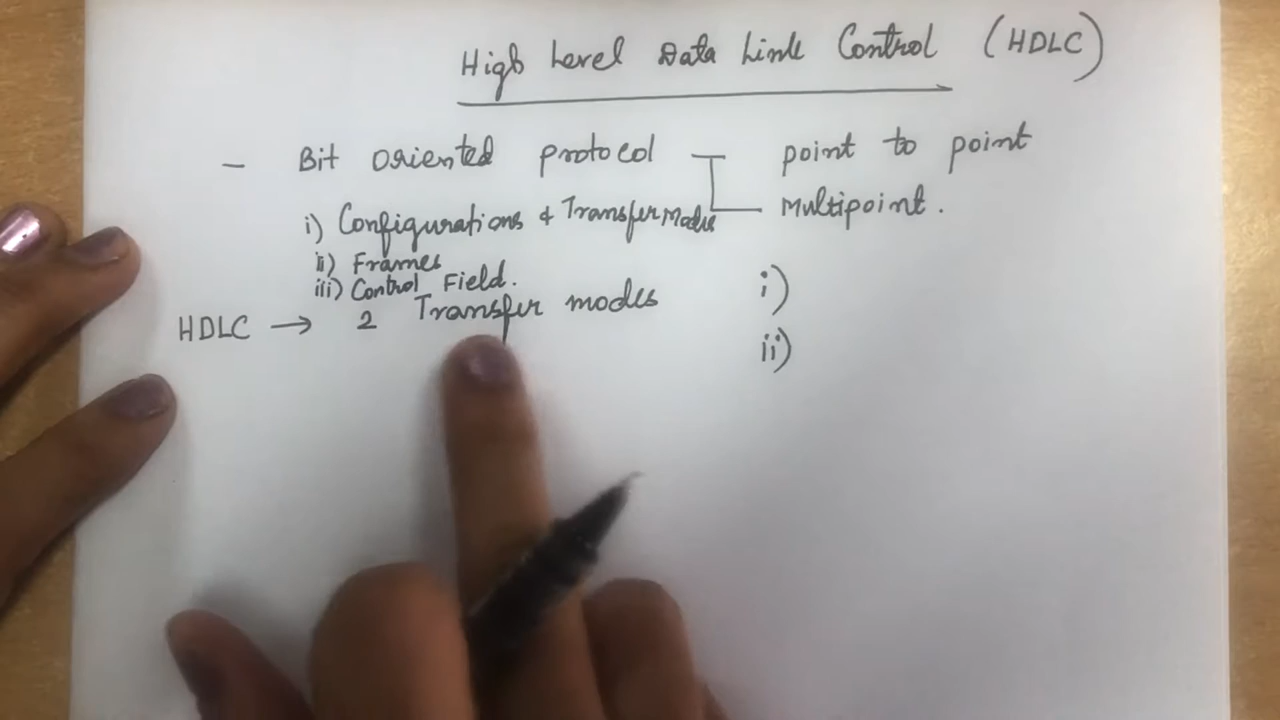 High Level Data Link Control (HDLC)
- Bit oriented protocol point to point
Multipoint.
i) Configurations & Transfer Modes
ii) Frames
iii) Control Field.
HDLC → 2 Transfer modes i)
ii)